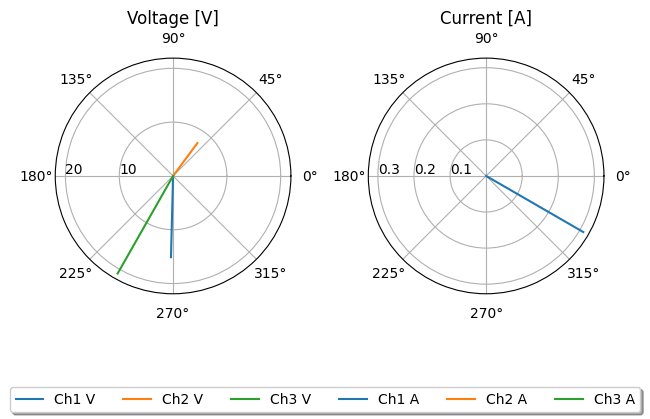 Voltage [V]
90°
135°
45°
20
10
180°
0°
225°
315°
270°
Current [A]
90°
135°
45°
0.3
0.2
0.1
180°
0°
225°
315°
270°
Ch1 V
Ch2 V
Ch3 V
Ch1 A
Ch2 A
Ch3 A